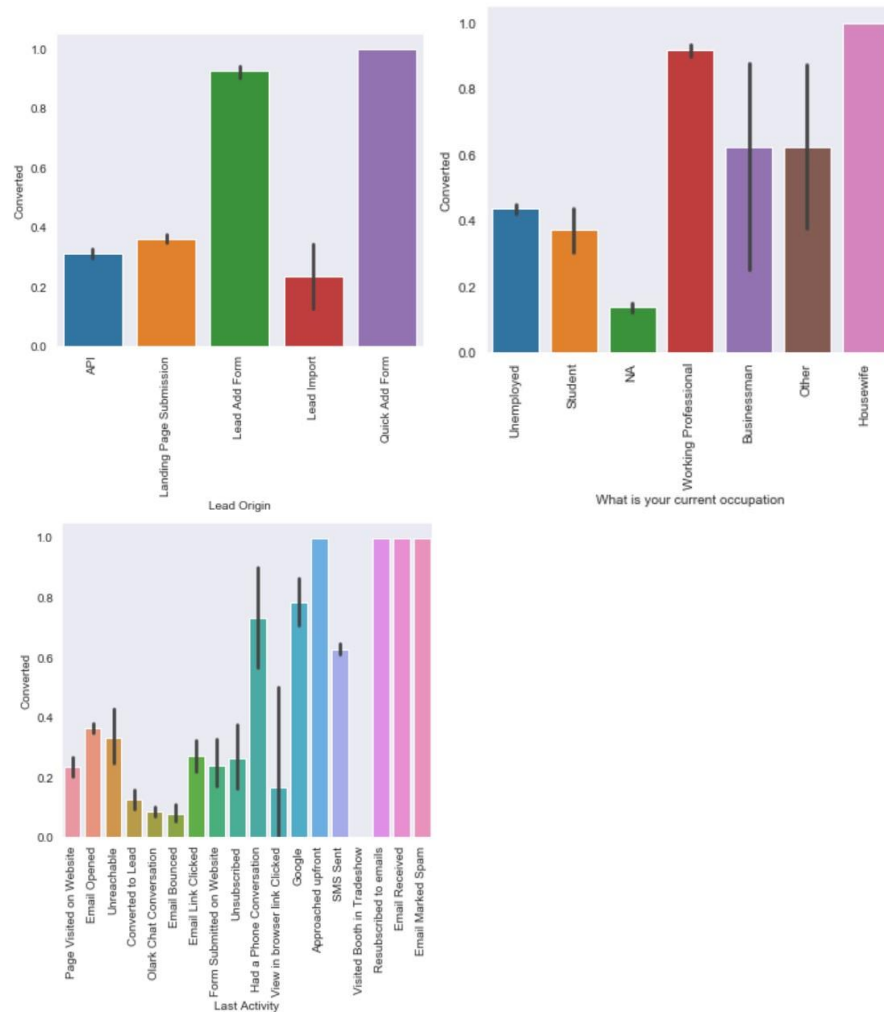 1.0
0.8
0.6
0.4
0.2
0.0
Converted
API
Landing Page Submission
Lead Add Form
Lead Import
Quick Add Form
Lead Origin
1.0
0.8
0.6
0.4
0.2
0.0
Converted
Unemployed
Student
NA
Working Professional
Businessman
Other
Housewife
What is your current occupation
1.0
0.8
0.6
0.4
0.2
0.0
Converted
Page Visited on Website
Email Opened
Unreachable
Converted to Lead
Olark Chat Conversation
Email Bounced
Email Link Clicked
Form Submitted on Website
Unsubscribed
Had a Phone Conversation
View in browser link Clicked
Google
Approached upfront
SMS Sent
Visited Booth in Tradeshow
Resubscribed to emails
Email Received
Email Marked Spam
Last Activity